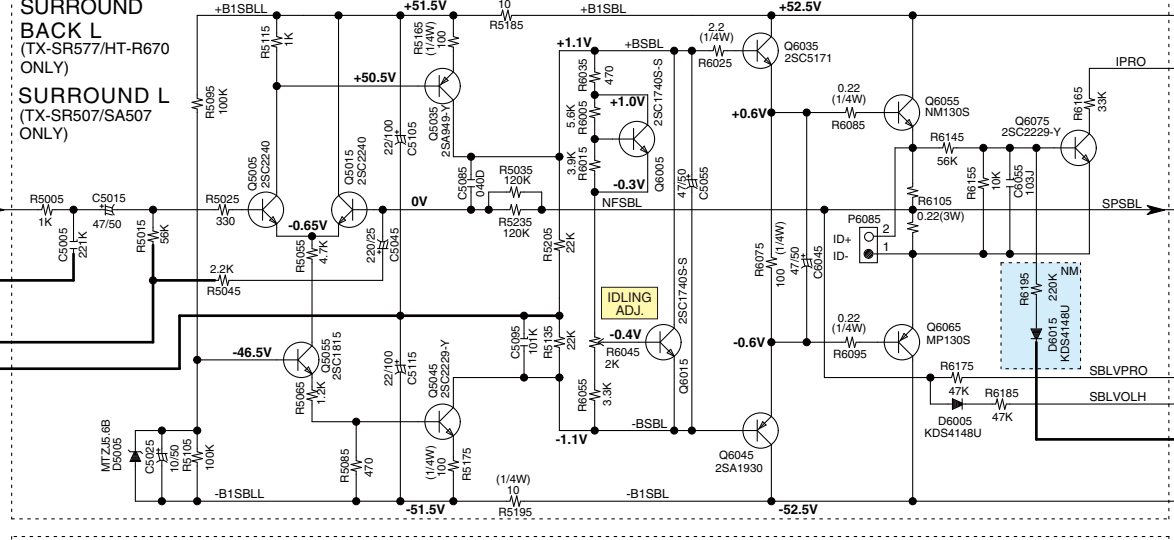 SURROUND
BACK L
(TX-SR577/HT-R670
ONLY)
SURROUND L
(TX-SR507/SA507
ONLY)
+B1SBLL
+51.5V
10
R5185
+B1SBL
+52.5V
R5115
1K
R5165
(1/4W)
100
+1.1V
+BSBL
2.2
(1/4W)
R6025
Q6035
2SC5171
IPRO
+50.5V
R5095
100K
Q5035
2SA949-Y
22/100
C5105
R6035
470
+1.0V
5.6K
R6005
3.9K
R6015
2SC1740S-S
Q6005
-0.3V
47/50
C5055
+0.6V
0.22
(1/4W)
R6085
Q6055
NM130S
R6165
33K
Q6075
2SC2229-Y
R6145
56K
R6155
10K
C6055
103J
Q5005
2SC2240
Q5015
2SC2240
C5085
040D
R5035
120K
R5235
120K
0V
NFSBL
SPSBL
R5005
1K
C5015
47/50
R5025
330
C5005
221K
R5015
56K
-0.65V
R5055
4.7K
220/25
C5045
R5205
22K
2.2K
R5045
R6075
100 (1/4W)
47/50
C6045
R6105
0.22(3W)
P6085
ID+
2
ID-
1
NM
R6195
220K
D6015
KDS4148U
IDLING
ADJ.
2SC1740S-S
-0.4V
R6045
2K
Q6015
-0.6V
0.22
(1/4W)
R6095
Q6065
MP130S
-46.5V
Q5055
2SC1815
R5065
1.2K
22/100
C5115
Q5045
2SC2229-Y
C5095
101K
R5135
22K
R6055
3.3K
R6175
47K
SBLVPRO
R6185
47K
SBLVOLH
D6005
KDS4148U
MTZJ5.6B
D5005
C5025
10/50
R5105
100K
R5085
470
(1/4W)
100
R5175
-1.1V
-BSBL
Q6045
2SA1930
-B1SBLL
-51.5V
(1/4W)
10
R5195
-B1SBL
-52.5V